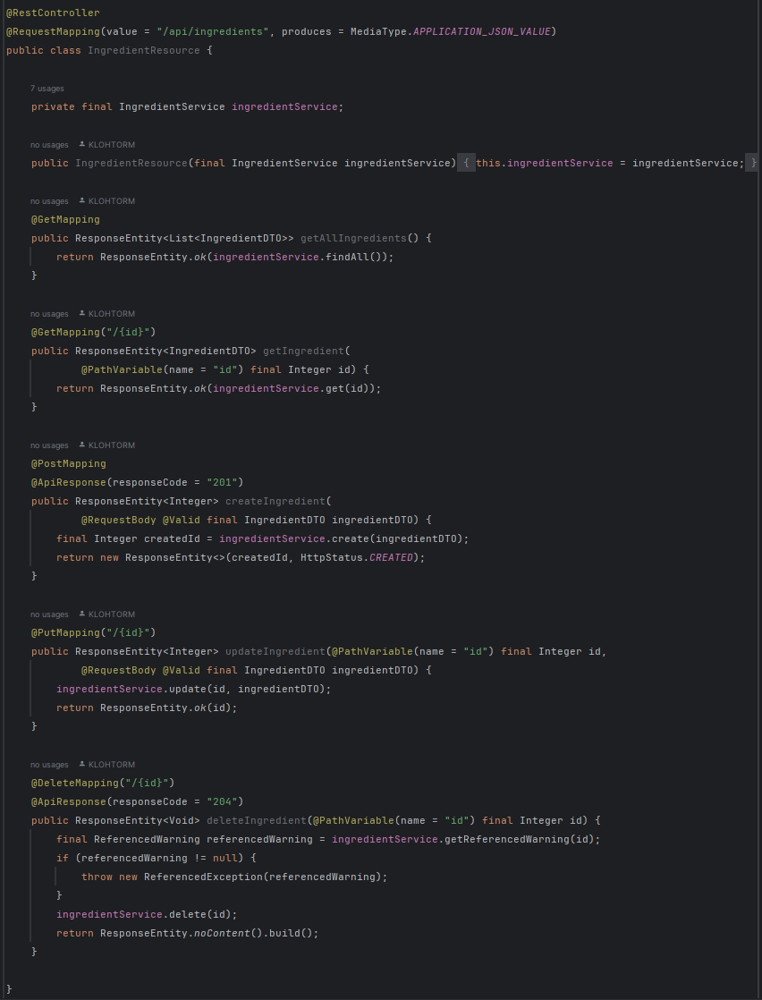 @RestController
@RequestMapping(value = "/api/ingredients", produces = MediaType.APPLICATION_JSON_VALUE)
public class IngredientResource {
7 usages
private final IngredientService ingredientService;
no usages KLOHTORM
public IngredientResource(final IngredientService ingredientService) { this.ingredientService = ingredientService; }
no usages KLOHTORM
@GetMapping
public ResponseEntity<List<IngredientDTO>> getAllIngredients() {
return ResponseEntity.ok(ingredientService.findAll());
}
no usages KLOHTORM
@GetMapping("/{id}")
public ResponseEntity<IngredientDTO> getIngredient(
@PathVariable(name = "id") final Integer id) {
return ResponseEntity.ok(ingredientService.get(id));
}
no usages KLOHTORM
@PostMapping
@ApiResponse(responseCode = "201")
public ResponseEntity<Integer> createIngredient(
@RequestBody @Valid final IngredientDTO ingredientDTO) {
final Integer createdId = ingredientService.create(ingredientDTO);
return new ResponseEntity<>(createdId, HttpStatus.CREATED);
}
no usages KLOHTORM
@PutMapping("/{id}")
public ResponseEntity<Integer> updateIngredient(@PathVariable(name = "id") final Integer id,
@RequestBody @Valid final IngredientDTO ingredientDTO) {
ingredientService.update(id, ingredientDTO);
return ResponseEntity.ok(id);
}
no usages KLOHTORM
@DeleteMapping("/{id}")
@ApiResponse(responseCode = "204")
public ResponseEntity<Void> deleteIngredient(@PathVariable(name = "id") final Integer id) {
final ReferencedWarning referencedWarning = ingredientService.getReferencedWarning(id);
if (referencedWarning != null) {
throw new ReferencedException(referencedWarning);
}
ingredientService.delete(id);
return ResponseEntity.noContent().build();
}
}